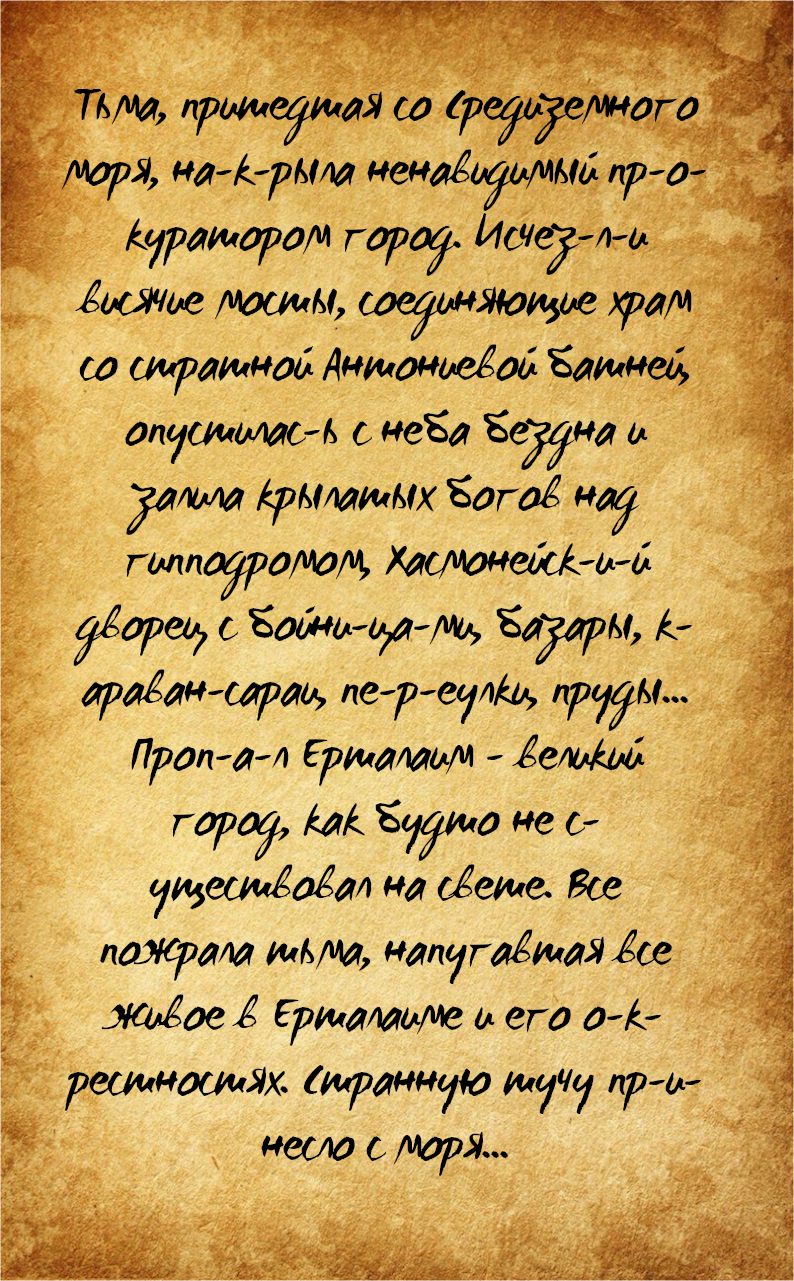 Тьма, пришедшая со Средиземного
моря, на-к-рыла ненавидимый пр-о-
куратором город. Исчез-л-и
висячие мосты, соединяющие храм
со страшной Антониевой башней,
опустилас-ь с неба бездна и
залила крылатых богов над
гипподромом, Хасмонейск-и-й
дворец с бойни-ца-ми, базары, к-
араван-сараи, пе-р-еулки, пруды...
Проп-а-л Ершалаим - великий
город, как будто не с-
уществовал на свете. Все
пожрала тьма, напугавшая все
живое в Ершалаиме и его о-к-
рестностях. Странную тучу пр-и-
несло с моря...